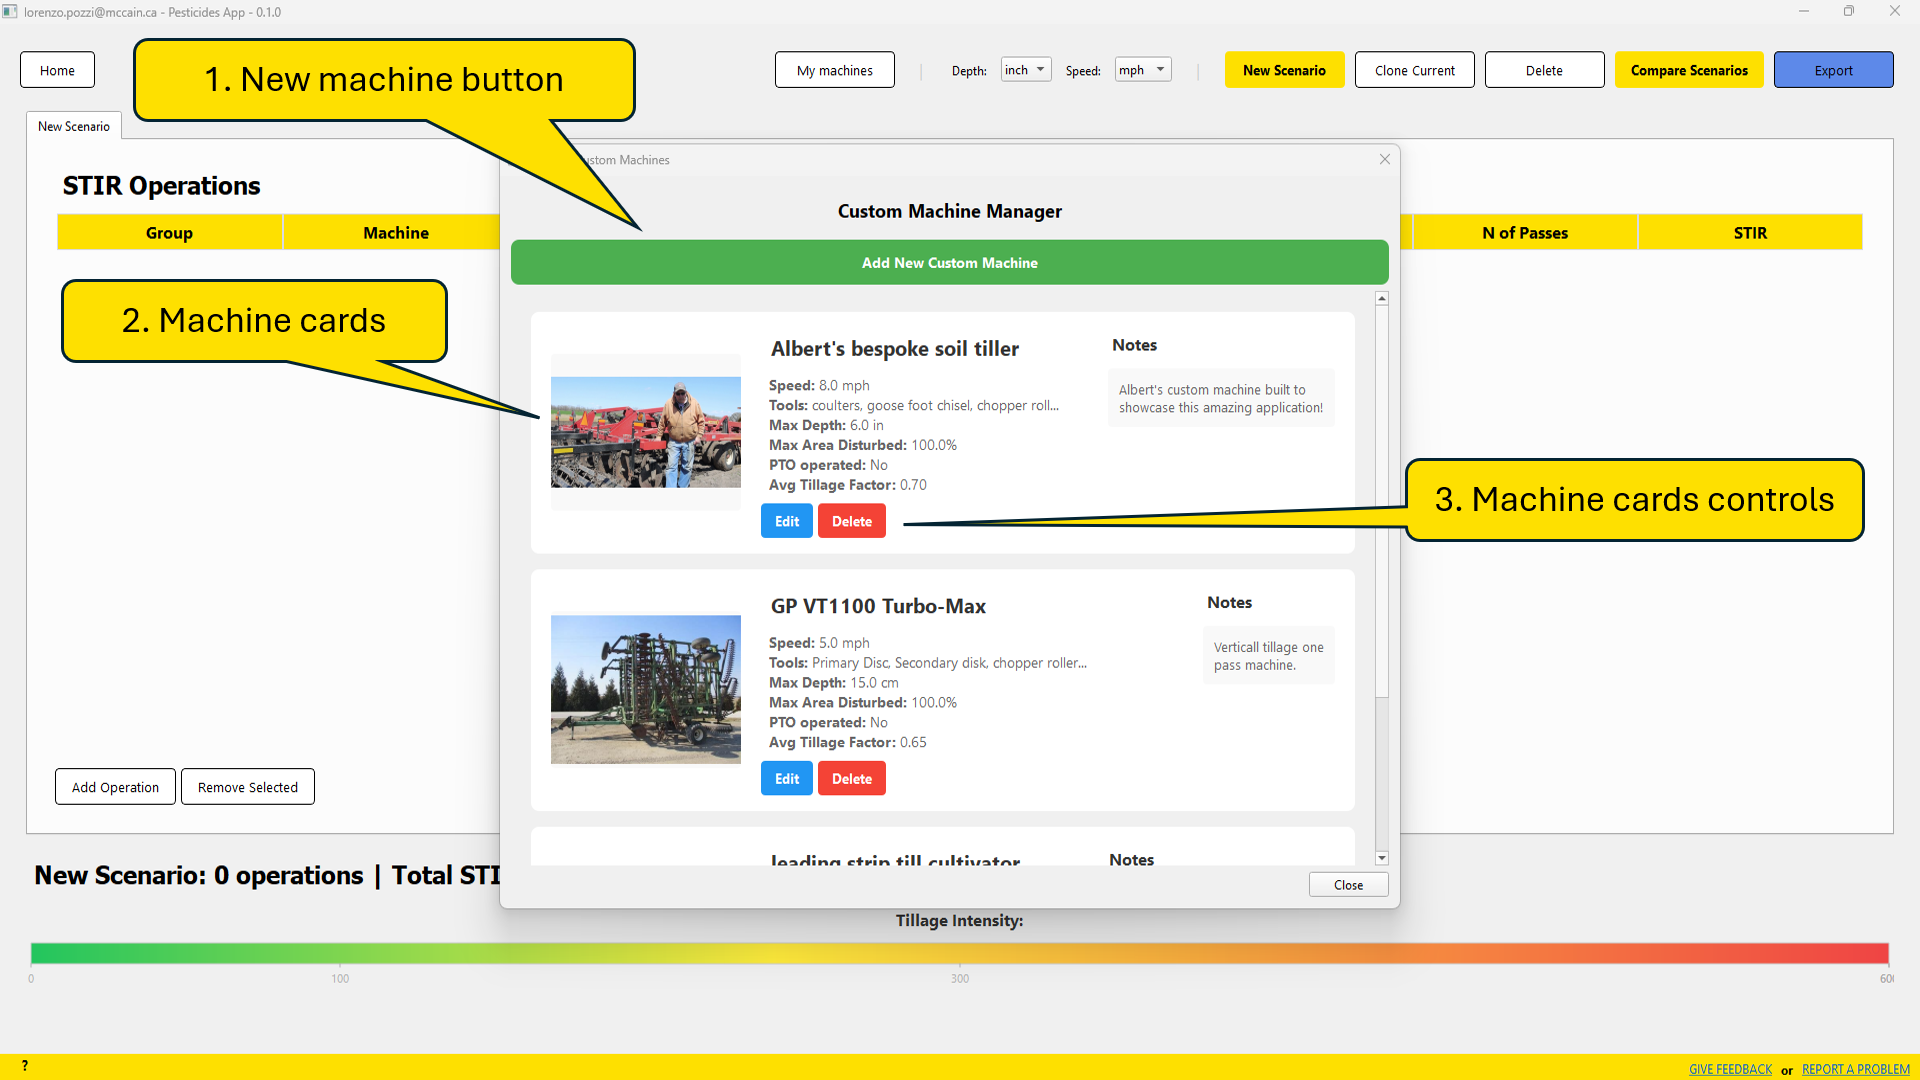 lorenzo.pozzi@mccain.ca - Pesticides App - 0.1.0
Home
1. New machine button
My machines
Depth:
inch
Speed:
mph
New Scenario
Clone Current
Delete
Compare Scenarios
Export
New Scenario
STIR Operations
Group
Machine
N of Passes
STIR
Machines
Custom Machine Manager
Add New Custom Machine
2. Machine cards
Albert's bespoke soil tiller
Speed: 8.0 mph
Tools: coulters, goose foot chisel, chopper roll...
Max Depth: 6.0 in
Max Area Disturbed: 100.0%
PTO operated: No
Avg Tillage Factor: 0.70
Notes
Albert's custom machine built to
showcase this amazing application!
Edit
Delete
3. Machine cards controls
GP VT1100 Turbo-Max
Speed: 5.0 mph
Tools: Primary Disc, Secondary disk, chopper roller...
Max Depth: 15.0 cm
Max Area Disturbed: 100.0%
PTO operated: No
Avg Tillage Factor: 0.65
Notes
Verticall tillage one
pass machine.
Edit
Delete
leading strip till cultivator
Notes
Close
Add Operation
Remove Selected
New Scenario: 0 operations | Total STI
Tillage Intensity:
0
100
300
?
GIVE FEEDBACK or REPORT A PROBLEM